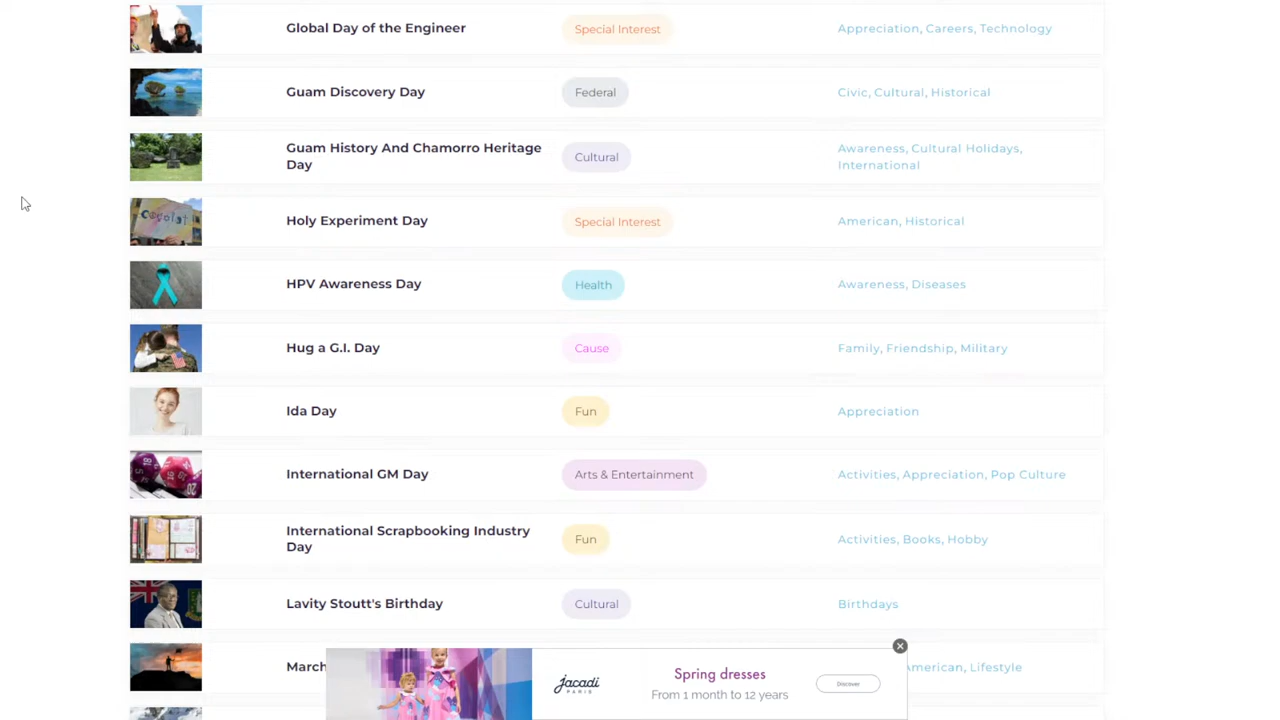 Global Day of the Engineer
Special Interest
Appreciation, Careers, Technology
Guam Discovery Day
Federal
Civic, Cultural, Historical
Guam History And Chamorro Heritage
Day
Cultural
Awareness, Cultural Holidays,
International
Holy Experiment Day
Special Interest
American, Historical
HPV Awareness Day
Health
Awareness, Diseases
Hug a G.I. Day
Cause
Family, Friendship, Military
Ida Day
Fun
Appreciation
International GM Day
Arts & Entertainment
Activities, Appreciation, Pop Culture
International Scrapbooking Industry
Day
Fun
Activities, Books, Hobby
Lavity Stoutt's Birthday
Cultural
Birthdays
March
American, Lifestyle
Jacadi
PARIS
Spring dresses
From 1 month to 12 years
Discover